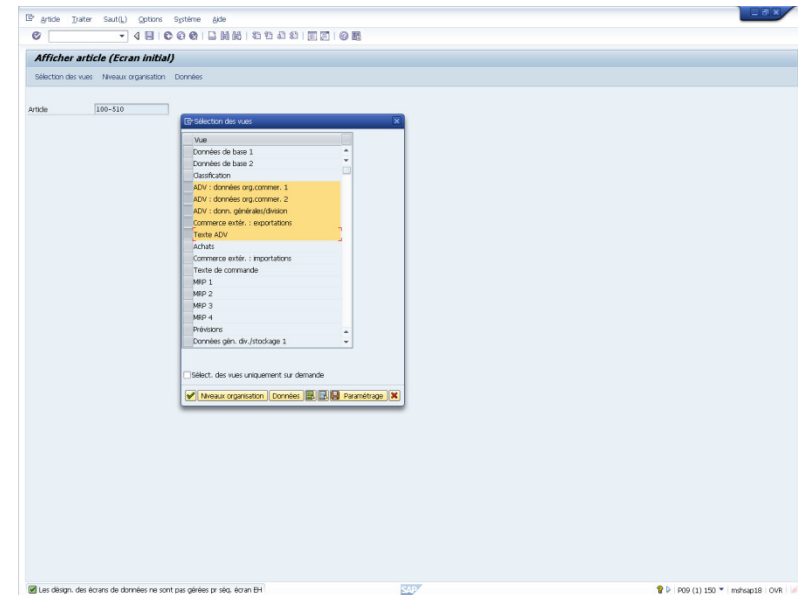 Article Traiter Saut(L) Options Système Aide
Afficher article (Ecran initial)
Sélection des vues Niveaux organisation Données
Article 100-510
Sélection des vues
Vue
Données de base 1
Données de base 2
Classification
ADV : données org.commer. 1
ADV : données org.commer. 2
ADV : donn. générales/division
Commerce extér. : exportations
Texte ADV
Achats
Commerce extér. : importations
Texte de commande
MRP 1
MRP 2
MRP 3
MRP 4
Prévisions
Données gén. div./stockage 1
Sélect. des vues uniquement sur demande
Niveaux organisation Données Paramétrage
Les désign. des écrans de données ne sont pas gérées pr séq. écran EH SAP P09 (1) 150 mshsap18 OVR